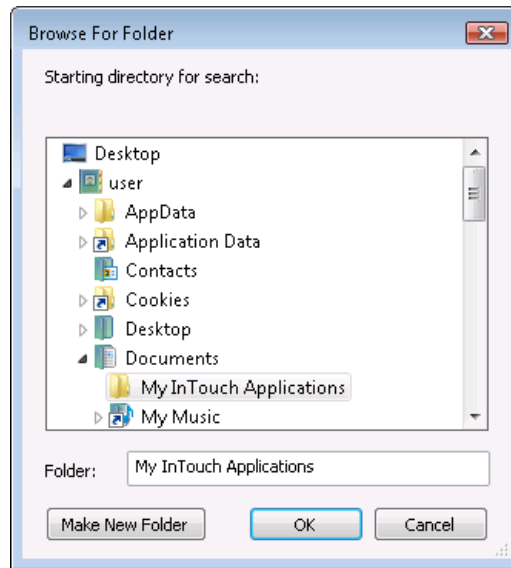 Browse For Folder
Starting directory for search:
Desktop
user
AppData
Application Data
Contacts
Cookies
Desktop
Documents
My InTouch Applications
My Music
Folder: My InTouch Applications
Make New Folder OK Cancel